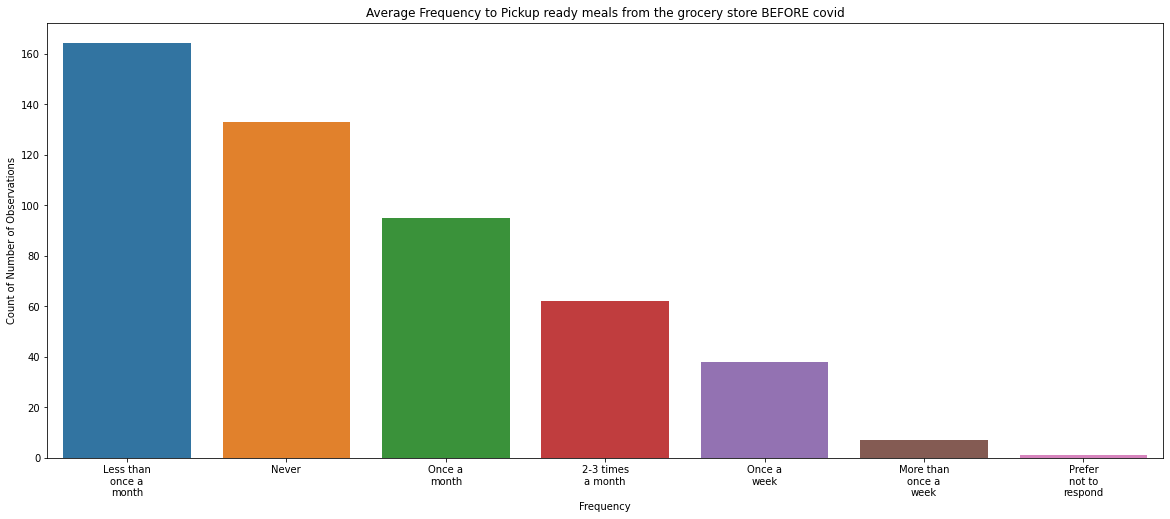 Average Frequency to Pickup ready meals from the grocery store BEFORE covid
Count of Number of Observations
160
140
120
100
80
60
40
20
0
Less than
once a
month
Never
Once a
month
2-3 times
a month
Once a
week
More than
once a
week
Prefer
not to
respond
Frequency